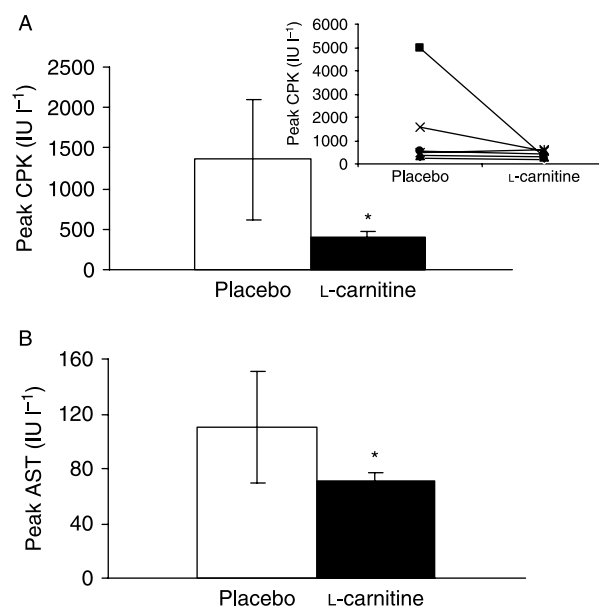 A
Peak CPK (IU l⁻¹)
2500
2000
1500
1000
500
0
*
Placebo L-carnitine
Peak CPK (IU l⁻¹)
6000
5000
4000
3000
2000
1000
0
Placebo L-carnitine
B
Peak AST (IU l⁻¹)
160
120
80
40
0
*
Placebo L-carnitine